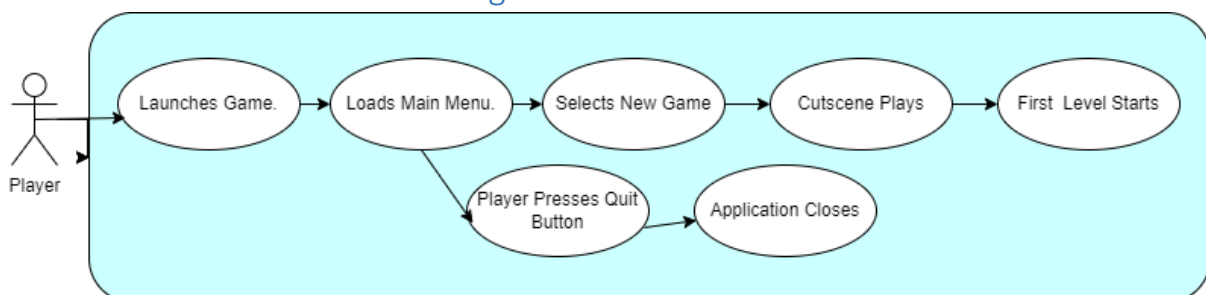 Launches Game.
Loads Main Menu.
Selects New Game
Cutscene Plays
First Level Starts
Player
Player Presses Quit
Button
Application Closes